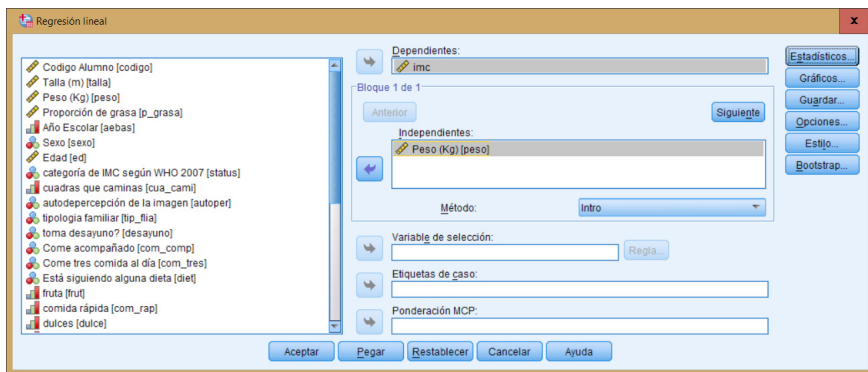 Regresión lineal
x
Codigo Alumno [codigo]
Talla (m) [talla]
Peso (Kg) [peso]
Proporción de grasa [p_grasa]
Año Escolar [aebas]
Sexo [sexo]
Edad [ed]
categoría de IMC según WHO 2007 [status]
cuadras que caminas [cua_cami]
autodepercepción de la imagen [autoper]
tipologia familiar [tip_flia]
toma desayuno? [desayuno]
Come acompañado [com_comp]
Come tres comida al día [com_tres]
Está siguiendo alguna dieta [diet]
fruta [frut]
comida rápida [com_rap]
dulces [dulce]
Dependientes:
imc
Bloque 1 de 1
Anterior
Siguiente
Independientes:
Peso (Kg) [peso]
Método:
Intro
Variable de selección:
Regla...
Etiquetas de caso:
Ponderación MCP:
Estadísticos...
Gráficos...
Guardar...
Opciones...
Estilo...
Bootstrap...
Aceptar
Pegar
Restablecer
Cancelar
Ayuda